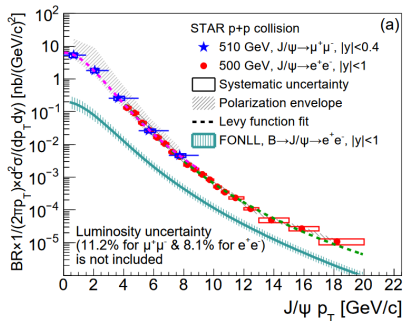 (a)
STAR p+p collision
510 GeV, J/ψ→μ⁺μ⁻, |y|<0.4
500 GeV, J/ψ→e⁺e⁻, |y|<1
Systematic uncertainty
Polarization envelope
Levy function fit
FONLL, B→J/ψ→e⁺e⁻, |y|<1
BR×1/(2πp_T)×d²σ/(dp_Tdy) [nb/(GeV/c)²]
10
1
10⁻¹
10⁻²
10⁻³
10⁻⁴
10⁻⁵
Luminosity uncertainty
(11.2% for μ⁺μ⁻ & 8.1% for e⁺e⁻)
is not included
0 2 4 6 8 10 12 14 16 18 20 22
J/ψ p_T [GeV/c]